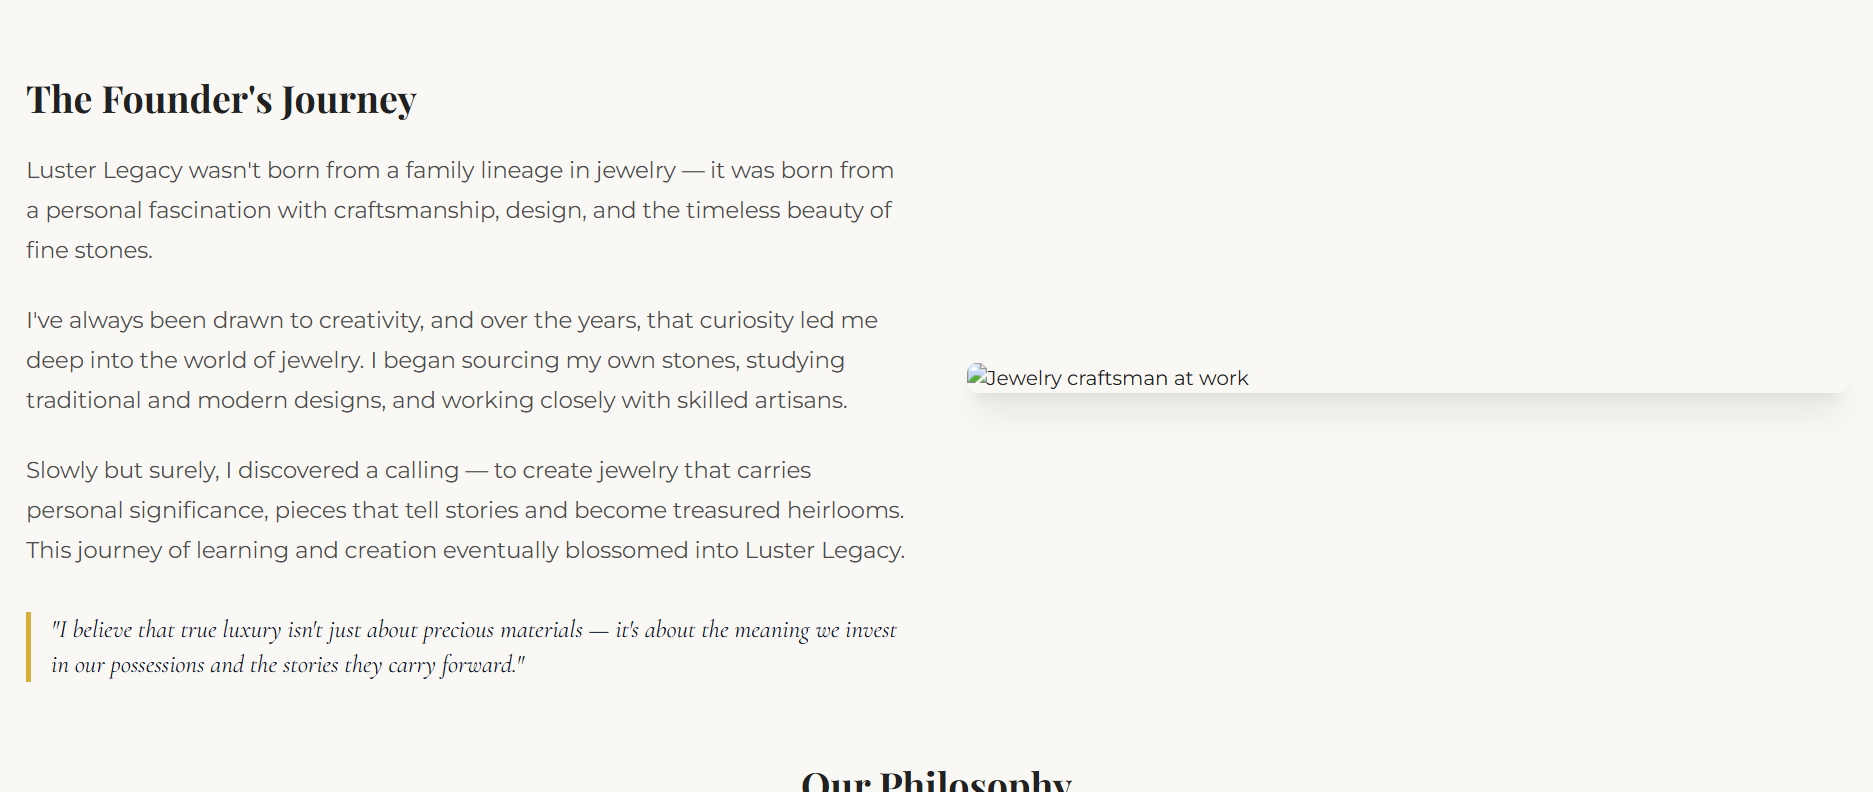 The Founder's Journey
Luster Legacy wasn't born from a family lineage in jewelry — it was born from
a personal fascination with craftsmanship, design, and the timeless beauty of
fine stones.
I've always been drawn to creativity, and over the years, that curiosity led me
deep into the world of jewelry. I began sourcing my own stones, studying
traditional and modern designs, and working closely with skilled artisans.
Slowly but surely, I discovered a calling — to create jewelry that carries
personal significance, pieces that tell stories and become treasured heirlooms.
This journey of learning and creation eventually blossomed into Luster Legacy.
"I believe that true luxury isn't just about precious materials — it's about the meaning we invest
in our possessions and the stories they carry forward."
Jewelry craftsman at work
Our Philosophy